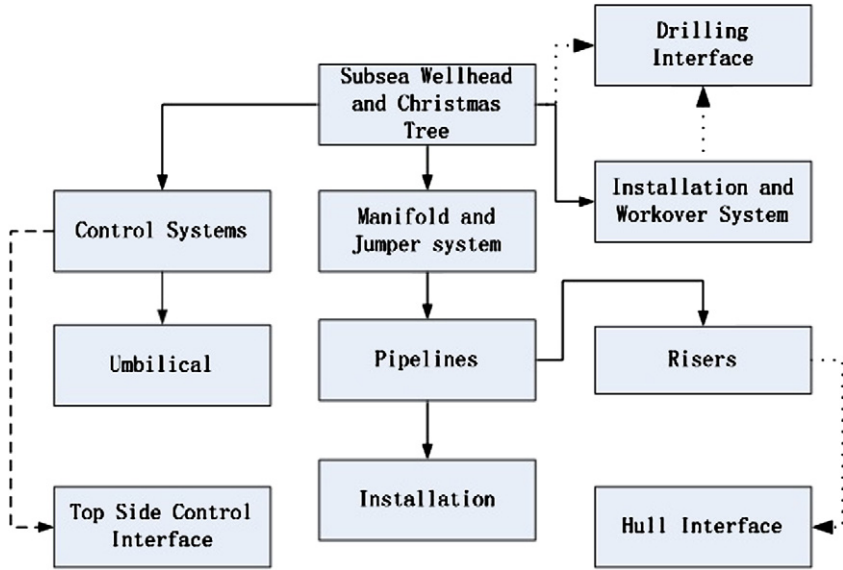 Drilling
Interface
Subsea Wellhead
and Christmas
Tree
Control Systems
Manifold and
Jumper system
Installation and
Workover System
Umbilical
Pipelines
Risers
Top Side Control
Interface
Installation
Hull Interface